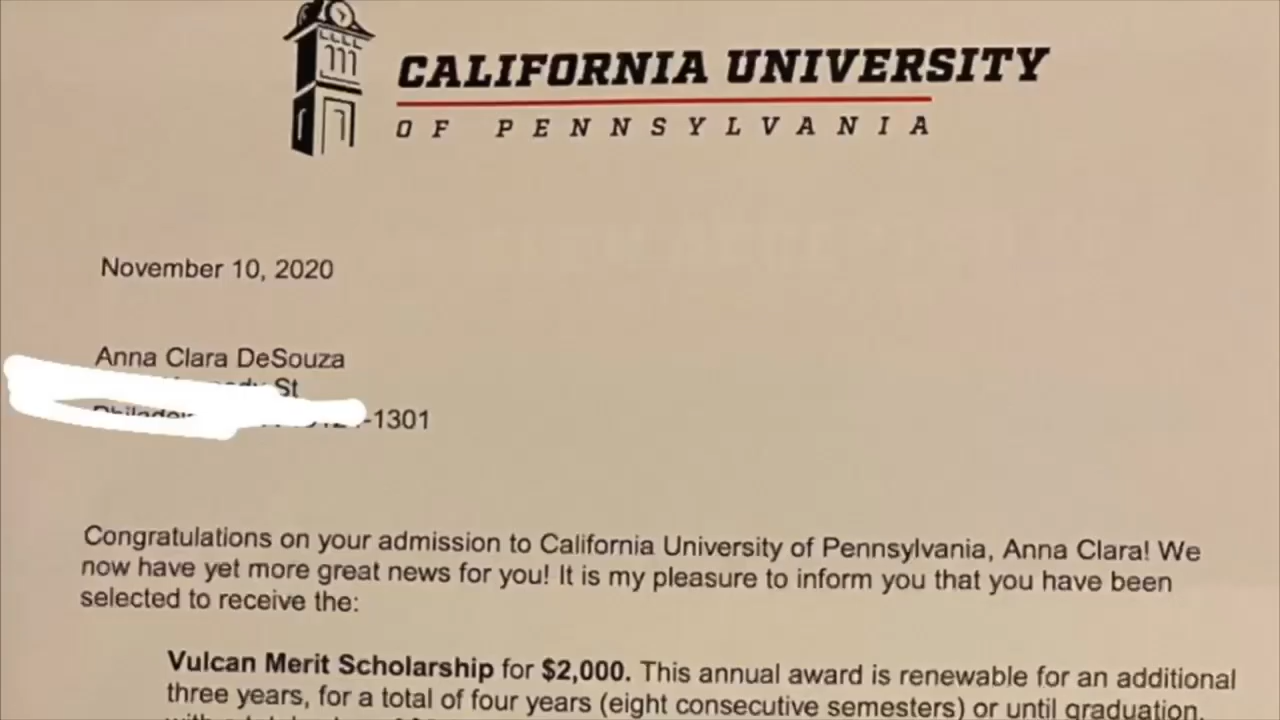 CALIFORNIA UNIVERSITY
OF PENNSYLVANIA
November 10, 2020
Anna Clara DeSouza
St
-1301
Congratulations on your admission to California University of Pennsylvania, Anna Clara! We
now have yet more great news for you! It is my pleasure to inform you that you have been
selected to receive the:
Vulcan Merit Scholarship for $2,000. This annual award is renewable for an additional
three years, for a total of four years (eight consecutive semesters) or until graduation,